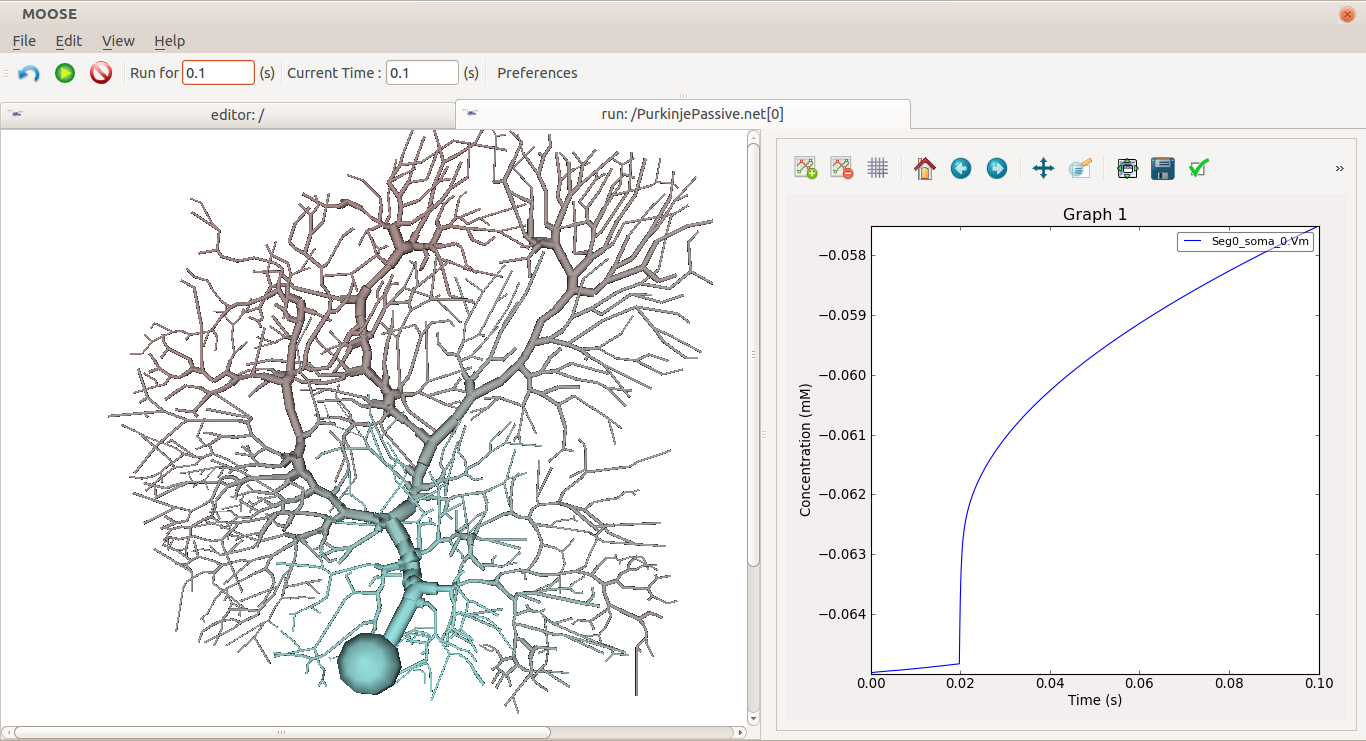 MOOSE
File Edit View Help
Run for 0.1 (s) Current Time : 0.1 (s) Preferences
editor: / run: /PurkinjePassive.net[0]
»
Graph 1
Seg0_soma_0.Vm
−0.058
−0.059
−0.060
−0.061
−0.062
−0.063
−0.064
Concentration (mM)
0.00 0.02 0.04 0.06 0.08 0.10
Time (s)